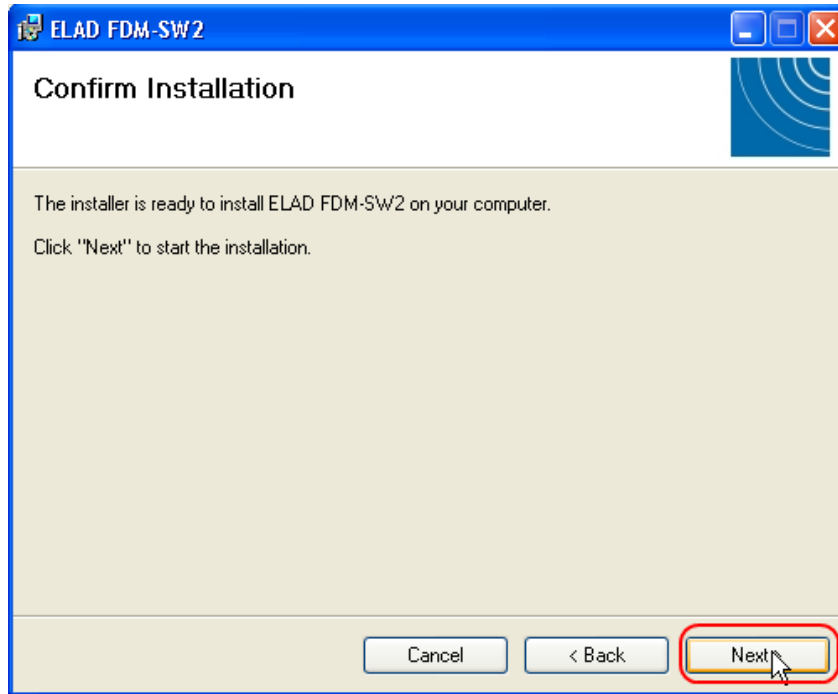 ELAD FDM-SW2
Confirm Installation
The installer is ready to install ELAD FDM-SW2 on your computer.
Click "Next" to start the installation.
Cancel
< Back
Next